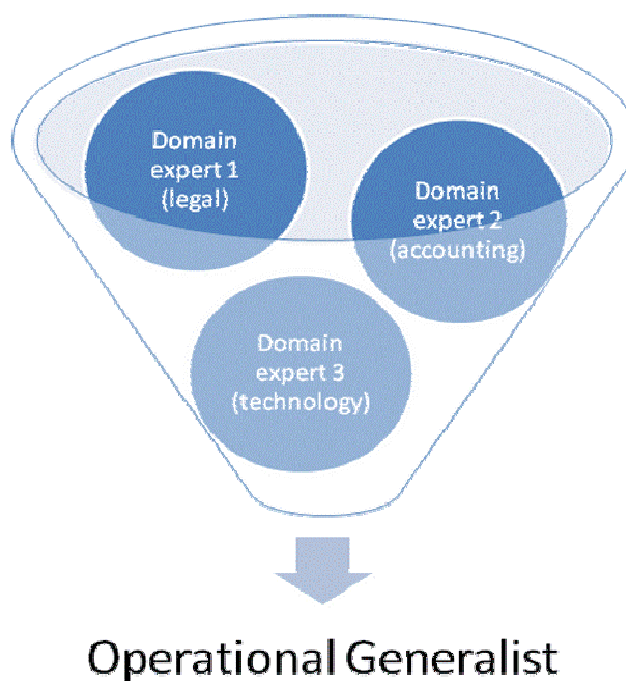 Domain
expert 1
(legal)
Domain
expert 2
(accounting)
Domain
expert 3
(technology)
Operational Generalist